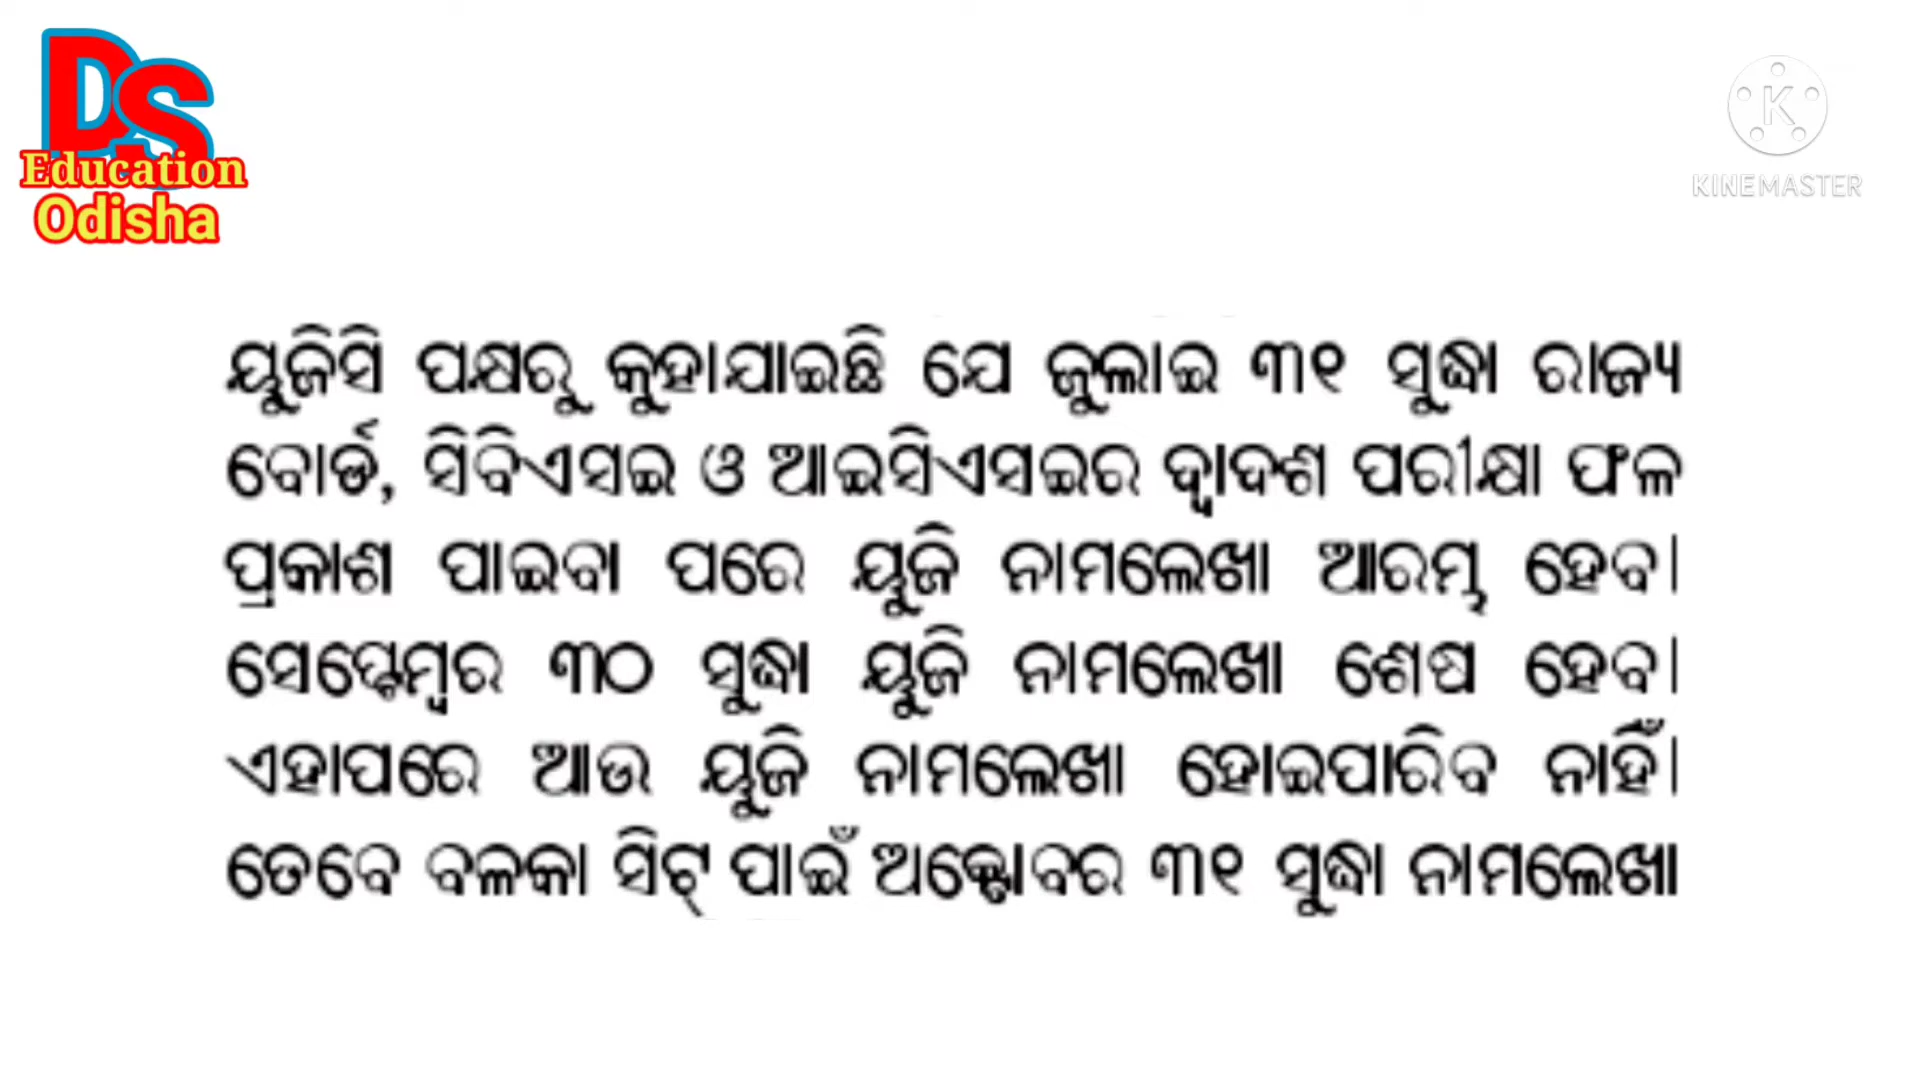 DS
Education
Odisha
K
KINEMASTER
ୟୁଜିସି ପକ୍ଷରୁ କୁହାଯାଇଛି ଯେ ଜୁଲାଇ ୩୧ ସୁଦ୍ଧା ରାଜ୍ୟ
ବୋର୍ଡ, ସିବିଏସଇ ଓ ଆଇସିଏସଇର ଦ୍ୱାଦଶ ପରୀକ୍ଷା ଫଳ
ପ୍ରକାଶ ପାଇବା ପରେ ୟୁଜି ନାମଲେଖା ଆରମ୍ଭ ହେବ।
ସେପ୍ଟେମ୍ବର ୩୦ ସୁଦ୍ଧା ୟୁଜି ନାମଲେଖା ଶେଷ ହେବ।
ଏହାପରେ ଆଉ ୟୁଜି ନାମଲେଖା ହୋଇପାରିବ ନାହିଁ।
ତେବେ ବଳକା ସିଟ୍ ପାଇଁ ଅକ୍ଟୋବର ୩୧ ସୁଦ୍ଧା ନାମଲେଖା